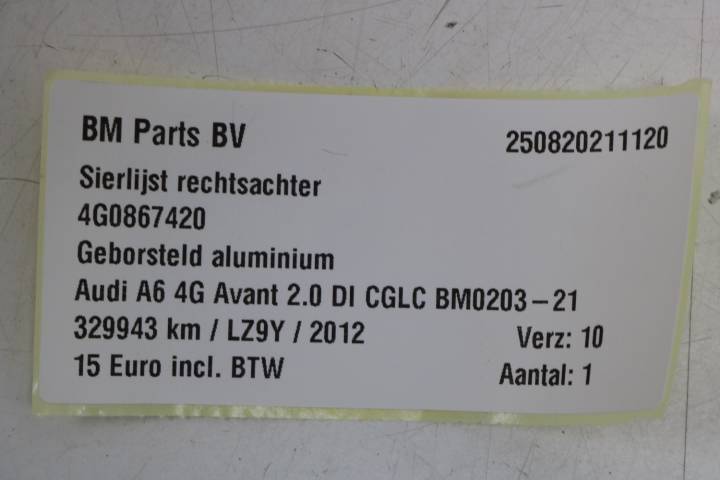 BM Parts BV 250820211120
Sierlijst rechtsachter
4G0867420
Geborsteld aluminium
Audi A6 4G Avant 2.0 DI CGLC BM0203-21
329943 km / LZ9Y / 2012 Verz: 10
15 Euro incl. BTW Aantal: 1